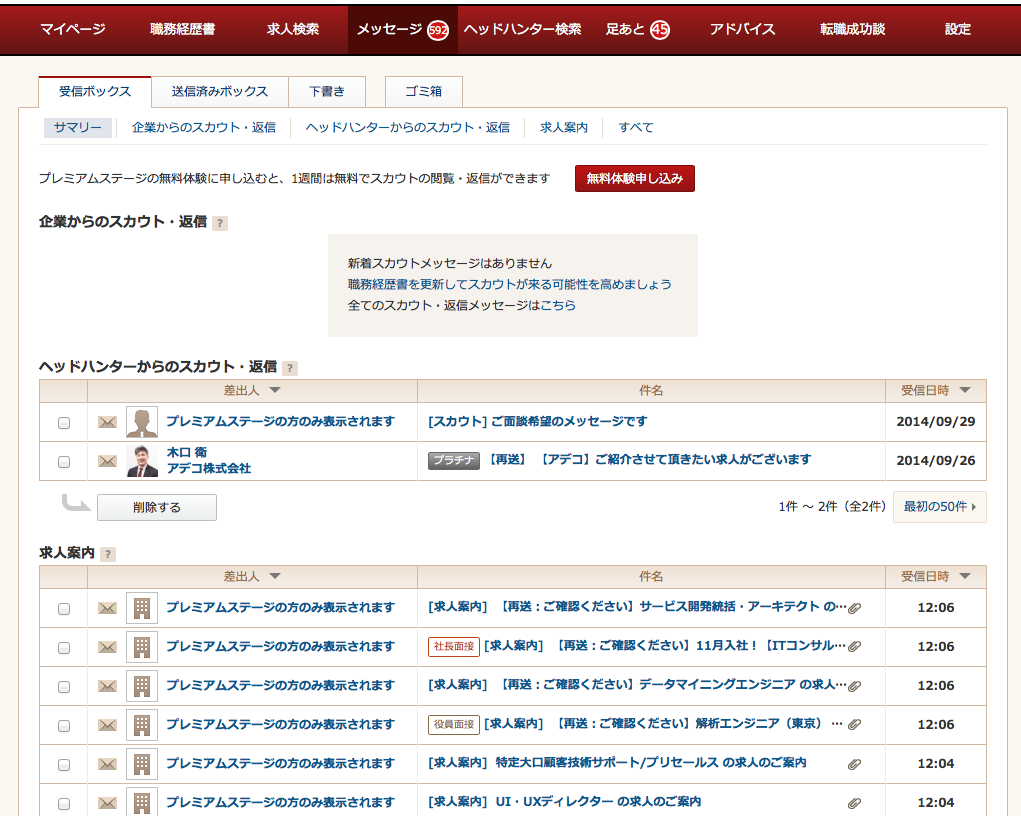 マイページ 職務経歴書 求人検索 メッセージ 592 ヘッドハンター検索 足あと 45 アドバイス 転職成功談 設定
受信ボックス 送信済みボックス 下書き ゴミ箱
サマリー 企業からのスカウト・返信 ヘッドハンターからのスカウト・返信 求人案内 すべて
プレミアムステージの無料体験に申し込むと、1週間は無料でスカウトの閲覧・返信ができます 無料体験申し込み
企業からのスカウト・返信 ?
新着スカウトメッセージはありません
職務経歴書を更新してスカウトが来る可能性を高めましょう
全てのスカウト・返信メッセージはこちら
ヘッドハンターからのスカウト・返信 ?
差出人 件名 受信日時
プレミアムステージの方のみ表示されます [スカウト] ご面談希望のメッセージです 2014/09/29
木口 衛
アデコ株式会社 プラチナ 【再送】 【アデコ】ご紹介させて頂きたい求人がございます 2014/09/26
削除する 1件 〜 2件（全2件） 最初の50件
求人案内 ?
差出人 件名 受信日時
プレミアムステージの方のみ表示されます [求人案内] 【再送：ご確認ください】サービス開発統括・アーキテクト の… 12:06
プレミアムステージの方のみ表示されます 社長面接 [求人案内] 【再送：ご確認ください】11月入社！【ITコンサル… 12:06
プレミアムステージの方のみ表示されます [求人案内] 【再送：ご確認ください】データマイニングエンジニア の求人… 12:06
プレミアムステージの方のみ表示されます 役員面接 [求人案内] 【再送：ご確認ください】解析エンジニア（東京） … 12:06
プレミアムステージの方のみ表示されます [求人案内] 特定大口顧客技術サポート/プリセールス の求人のご案内 12:04
プレミアムステージの方のみ表示されます [求人案内] UI・UXディレクター の求人のご案内 12:04